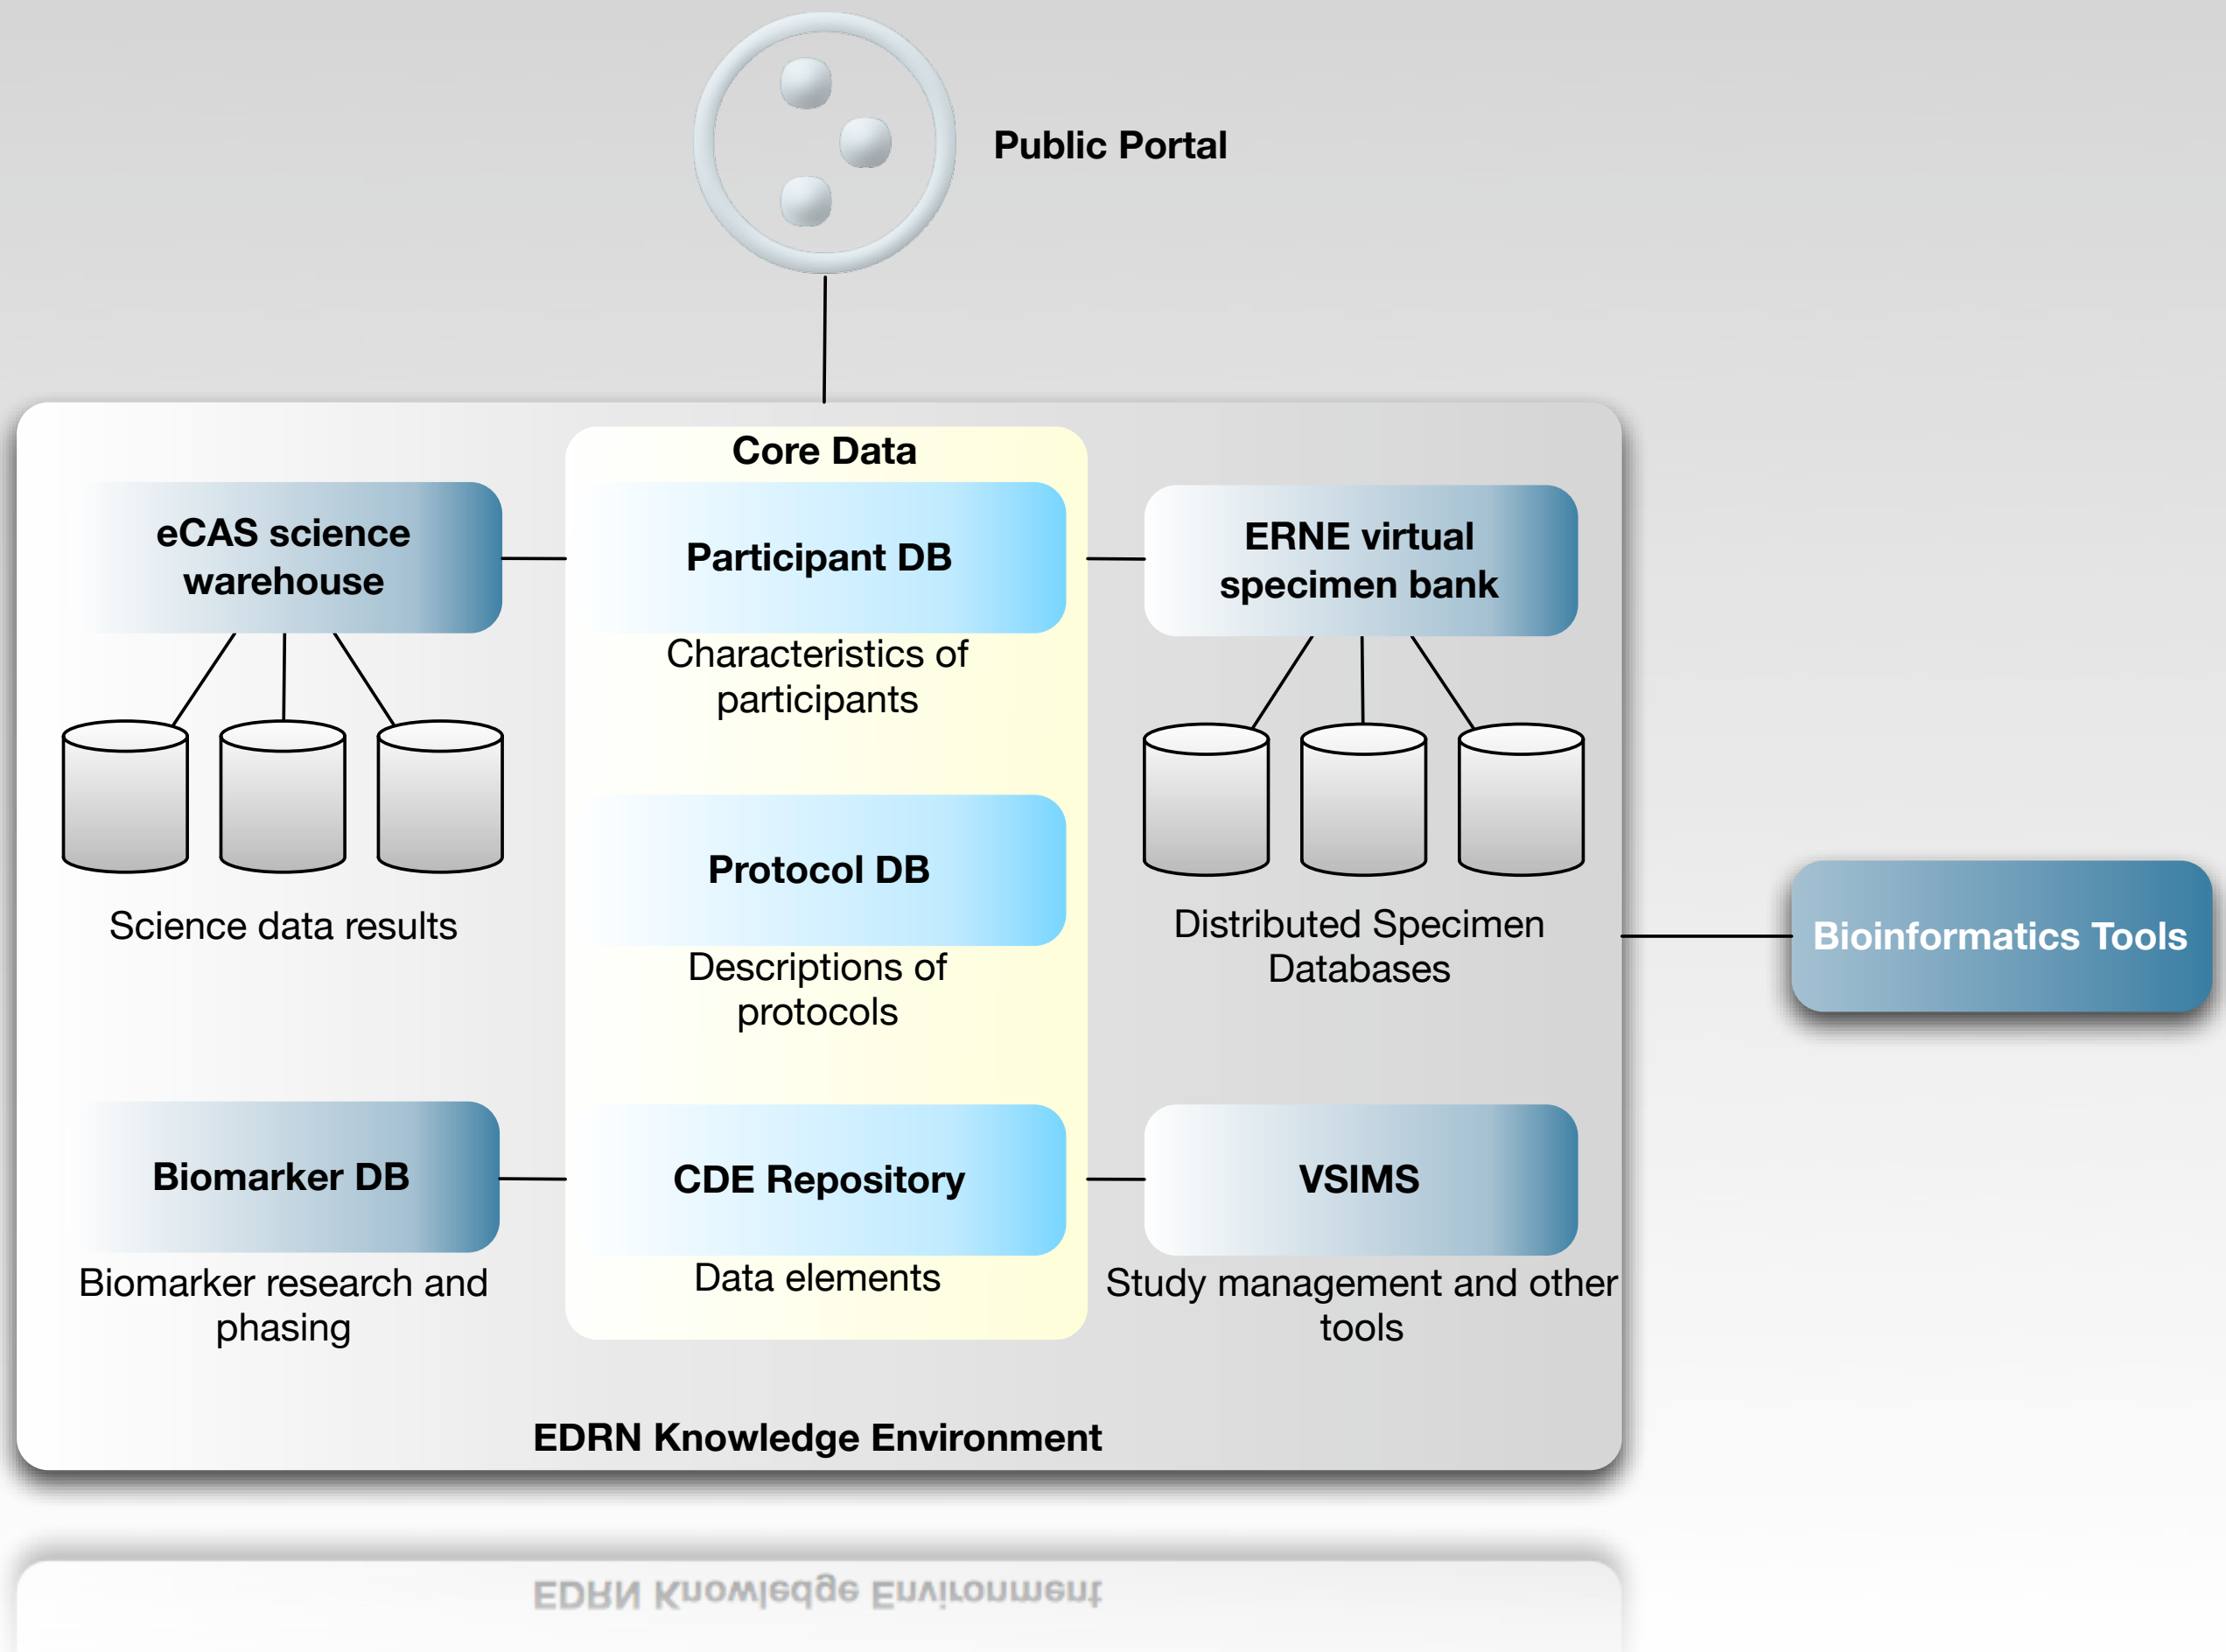 Public Portal
Core Data
eCAS science
warehouse
Participant DB
ERNE virtual
specimen bank
Characteristics of
participants
Protocol DB
Science data results
Distributed Specimen
Databases
Bioinformatics Tools
Descriptions of
protocols
Biomarker DB
CDE Repository
VSIMS
Biomarker research and
phasing
Data elements
Study management and other
tools
EDRN Knowledge Environment
EDRN Knowledge Environment